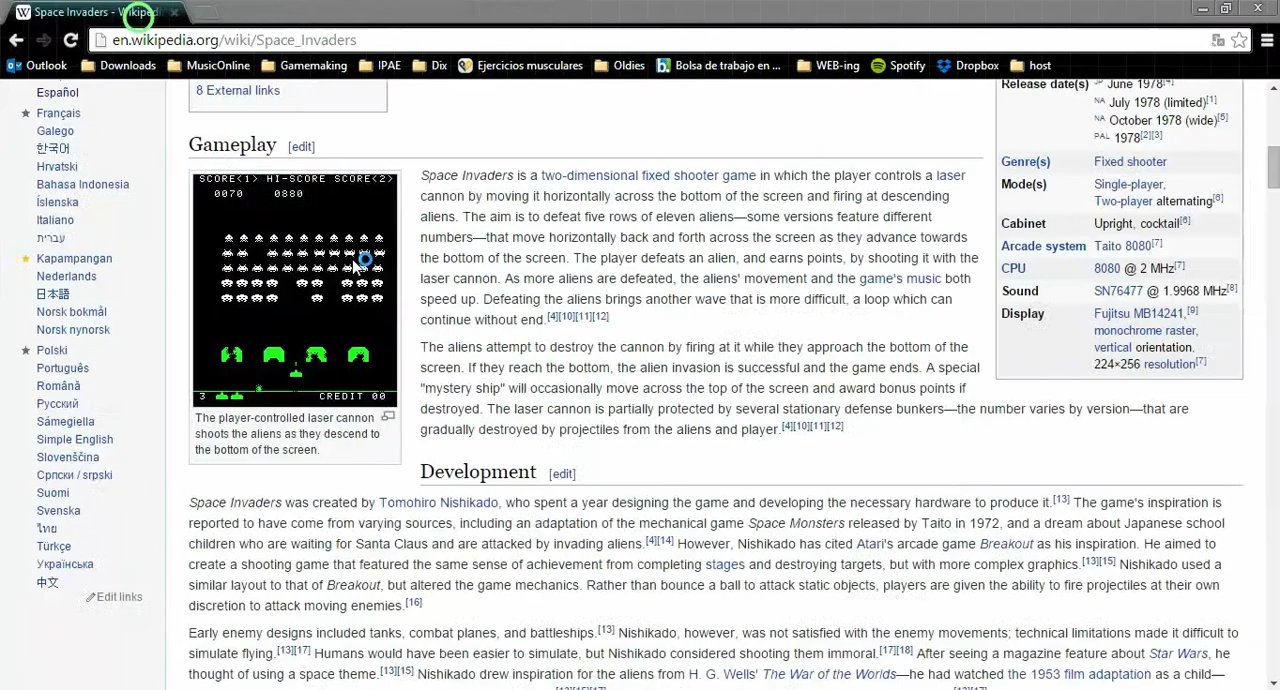 Space Invaders - Wikipedi
en.wikipedia.org/wiki/Space_Invaders
Outlook Downloads MusicOnline Gamemaking IPAE Dix Ejercicios musculares Oldies Bolsa de trabajo en ... WEB-ing Spotify Dropbox host
Español
Français
Galego
한국어
Hrvatski
Bahasa Indonesia
Íslenska
Italiano
עברית
Kapampangan
Nederlands
日本語
Norsk bokmål
Norsk nynorsk
Polski
Português
Română
Русский
Sámegiella
Simple English
Slovenščina
Српски / srpski
Suomi
Svenska
ไทย
Türkçe
Українська
中文
Edit links
8 External links
Gameplay [edit]
SCORE<1> HI-SCORE SCORE<2>
0070 0880
3 CREDIT 00
The player-controlled laser cannon
shoots the aliens as they descend to
the bottom of the screen.
Space Invaders is a two-dimensional fixed shooter game in which the player controls a laser
cannon by moving it horizontally across the bottom of the screen and firing at descending
aliens. The aim is to defeat five rows of eleven aliens—some versions feature different
numbers—that move horizontally back and forth across the screen as they advance towards
the bottom of the screen. The player defeats an alien, and earns points, by shooting it with the
laser cannon. As more aliens are defeated, the aliens' movement and the game's music both
speed up. Defeating the aliens brings another wave that is more difficult, a loop which can
continue without end.[4][10][11][12]
The aliens attempt to destroy the cannon by firing at it while they approach the bottom of the
screen. If they reach the bottom, the alien invasion is successful and the game ends. A special
"mystery ship" will occasionally move across the top of the screen and award bonus points if
destroyed. The laser cannon is partially protected by several stationary defense bunkers—the number varies by version—that are
gradually destroyed by projectiles from the aliens and player.[4][10][11][12]
Release date(s) JP June 1978[4]
NA July 1978 (limited)[1]
NA October 1978 (wide)[5]
PAL 1978[2][3]
Genre(s) Fixed shooter
Mode(s) Single-player,
Two-player alternating[6]
Cabinet Upright, cocktail[6]
Arcade system Taito 8080[7]
CPU 8080 @ 2 MHz[7]
Sound SN76477 @ 1.9968 MHz[8]
Display Fujitsu MB14241,[9]
monochrome raster,
vertical orientation,
224×256 resolution[7]
Development [edit]
Space Invaders was created by Tomohiro Nishikado, who spent a year designing the game and developing the necessary hardware to produce it.[13] The game's inspiration is
reported to have come from varying sources, including an adaptation of the mechanical game Space Monsters released by Taito in 1972, and a dream about Japanese school
children who are waiting for Santa Claus and are attacked by invading aliens.[4][14] However, Nishikado has cited Atari's arcade game Breakout as his inspiration. He aimed to
create a shooting game that featured the same sense of achievement from completing stages and destroying targets, but with more complex graphics.[13][15] Nishikado used a
similar layout to that of Breakout, but altered the game mechanics. Rather than bounce a ball to attack static objects, players are given the ability to fire projectiles at their own
discretion to attack moving enemies.[16]
Early enemy designs included tanks, combat planes, and battleships.[13] Nishikado, however, was not satisfied with the enemy movements; technical limitations made it difficult to
simulate flying.[13][17] Humans would have been easier to simulate, but Nishikado considered shooting them immoral.[17][18] After seeing a magazine feature about Star Wars, he
thought of using a space theme.[13][15] Nishikado drew inspiration for the aliens from H. G. Wells' The War of the Worlds—he had watched the 1953 film adaptation as a child—